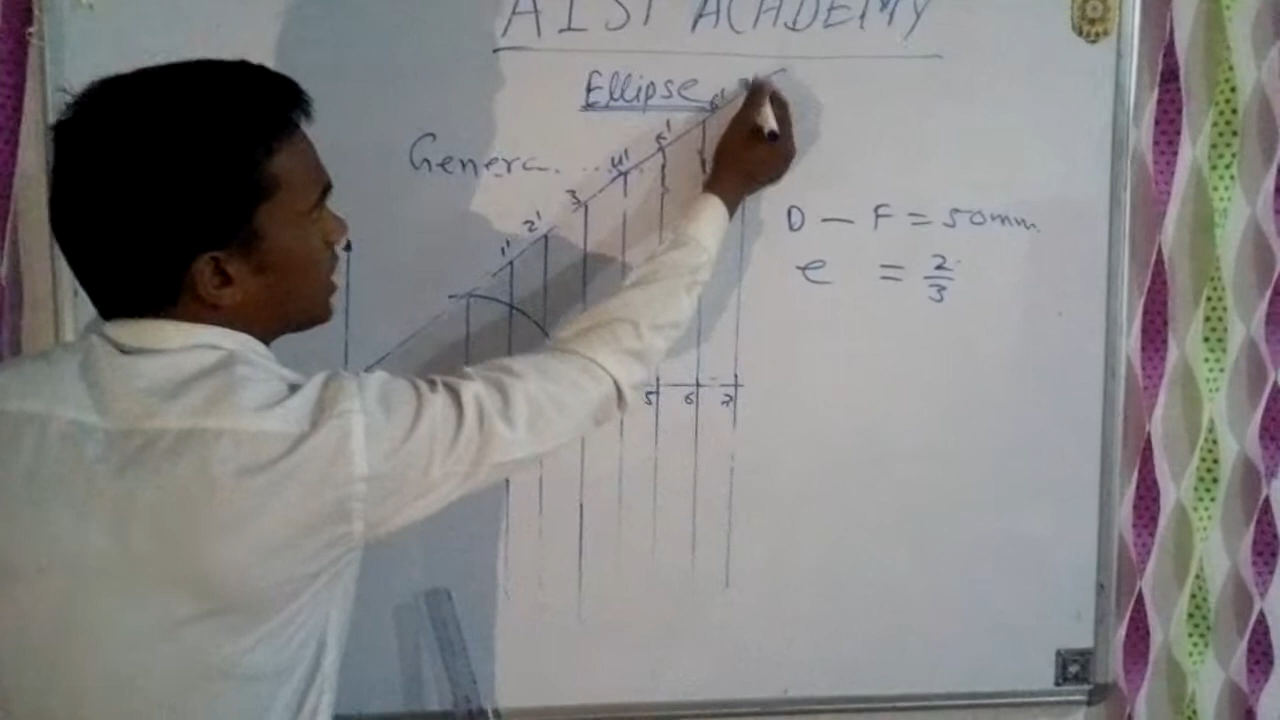 AIST ACADEMY
Ellipse
Genera
D – F = 50mm
e = 2/3
1' 2' 3 4' 5' 6'
5 6 7